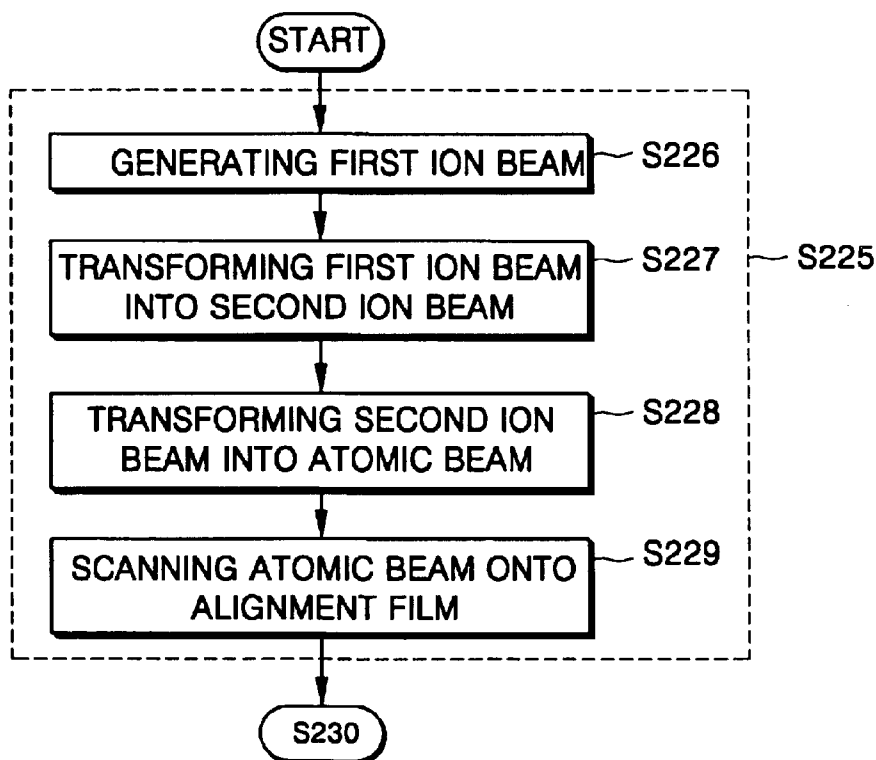 START
GENERATING FIRST ION BEAM
S226
TRANSFORMING FIRST ION BEAM
INTO SECOND ION BEAM
S227
S225
TRANSFORMING SECOND ION
BEAM INTO ATOMIC BEAM
S228
SCANNING ATOMIC BEAM ONTO
ALIGNMENT FILM
S229
S230